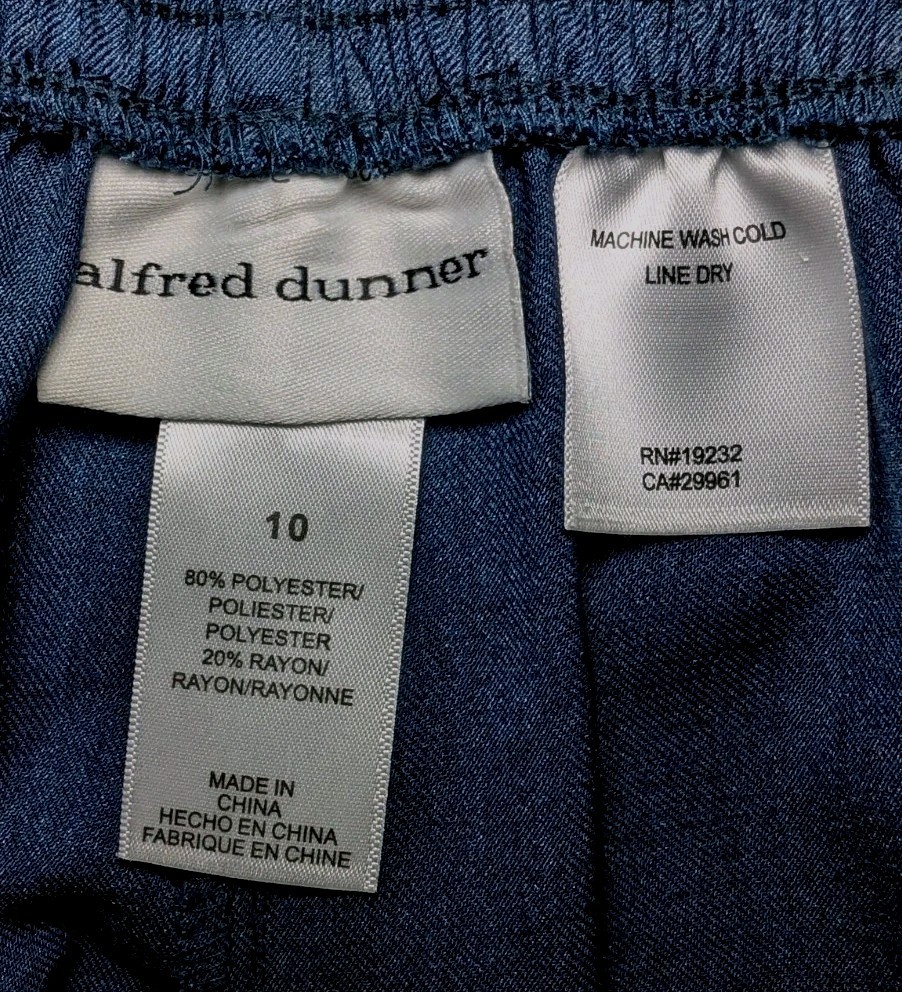 alfred dunner
10
80% POLYESTER/
POLIESTER/
POLYESTER
20% RAYON/
RAYON/RAYONNE
MADE IN
CHINA
HECHO EN CHINA
FABRIQUE EN CHINE
MACHINE WASH COLD
LINE DRY
RN#19232
CA#29961